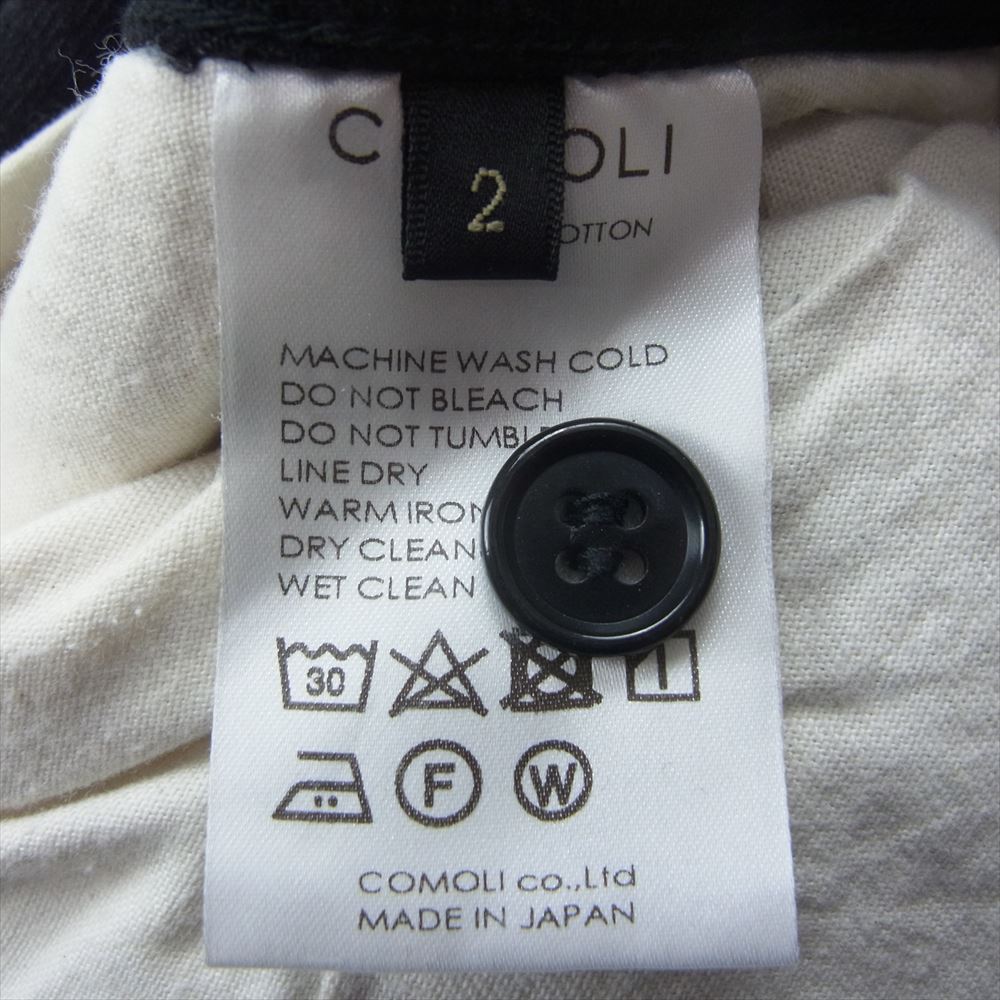 C OLI
2
OTTON
MACHINE WASH COLD
DO NOT BLEACH
DO NOT TUMBL
LINE DRY
WARM IRON
DRY CLEAN
WET CLEAN
30
F W
COMOLI co.,Ltd
MADE IN JAPAN